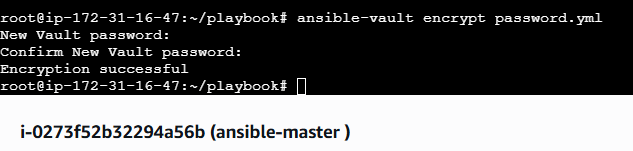 root@ip-172-31-16-47:~/playbook# ansible-vault encrypt password.yml
New Vault password:
Confirm New Vault password:
Encryption successful
root@ip-172-31-16-47:~/playbook#
i-0273f52b32294a56b (ansible-master )